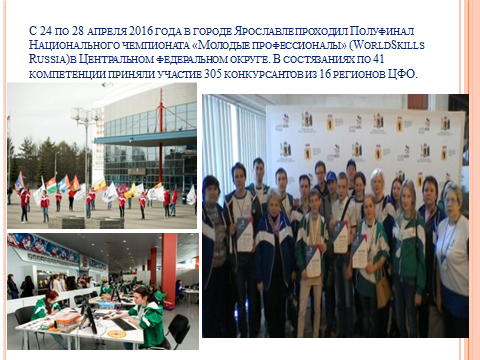 С 24 ПО 28 АПРЕЛЯ 2016 ГОДА В ГОРОДЕ ЯРОСЛАВЛЕ ПРОХОДИЛ ПОЛУФИНАЛ
НАЦИОНАЛЬНОГО ЧЕМПИОНАТА «МОЛОДЫЕ ПРОФЕССИОНАЛЫ» (WORLDSKILLS
RUSSIA)В ЦЕНТРАЛЬНОМ ФЕДЕРАЛЬНОМ ОКРУГЕ. В СОСТЯЗАНИЯХ ПО 41
КОМПЕТЕНЦИИ ПРИНЯЛИ УЧАСТИЕ 305 КОНКУРСАНТОВ ИЗ 16 РЕГИОНОВ ЦФО.